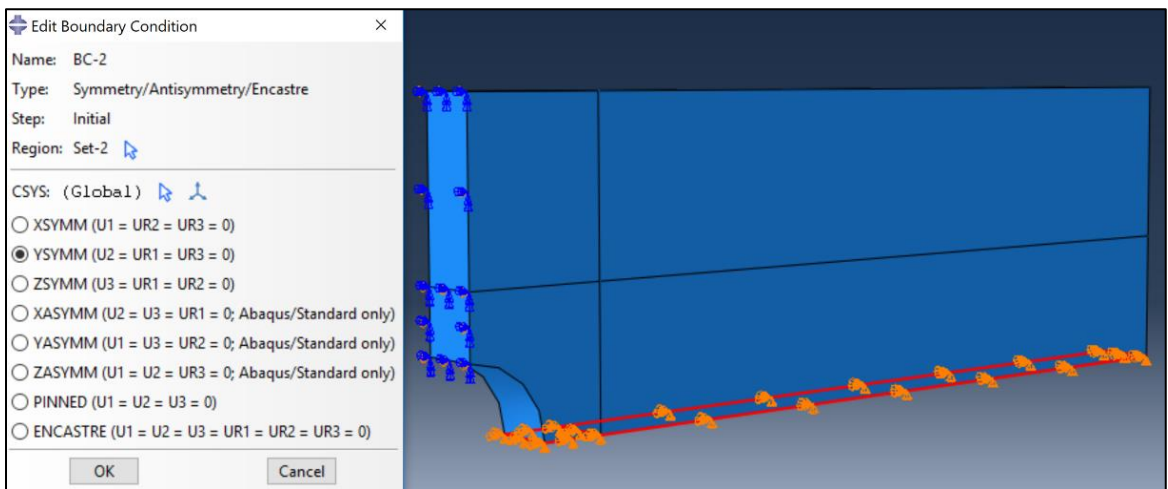 Edit Boundary Condition
Name: BC-2
Type: Symmetry/Antisymmetry/Encastre
Step: Initial
Region: Set-2
CSYS: (Global)
XSYMM (U1 = UR2 = UR3 = 0)
YSYMM (U2 = UR1 = UR3 = 0)
ZSYMM (U3 = UR1 = UR2 = 0)
XASYMM (U2 = U3 = UR1 = 0; Abaqus/Standard only)
YASYMM (U1 = U3 = UR2 = 0; Abaqus/Standard only)
ZASYMM (U1 = U2 = UR3 = 0; Abaqus/Standard only)
PINNED (U1 = U2 = U3 = 0)
ENCASTRE (U1 = U2 = U3 = UR1 = UR2 = UR3 = 0)
OK Cancel